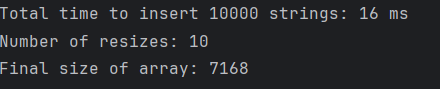 Total time to insert 10000 strings: 16 ms
Number of resizes: 10
Final size of array: 7168